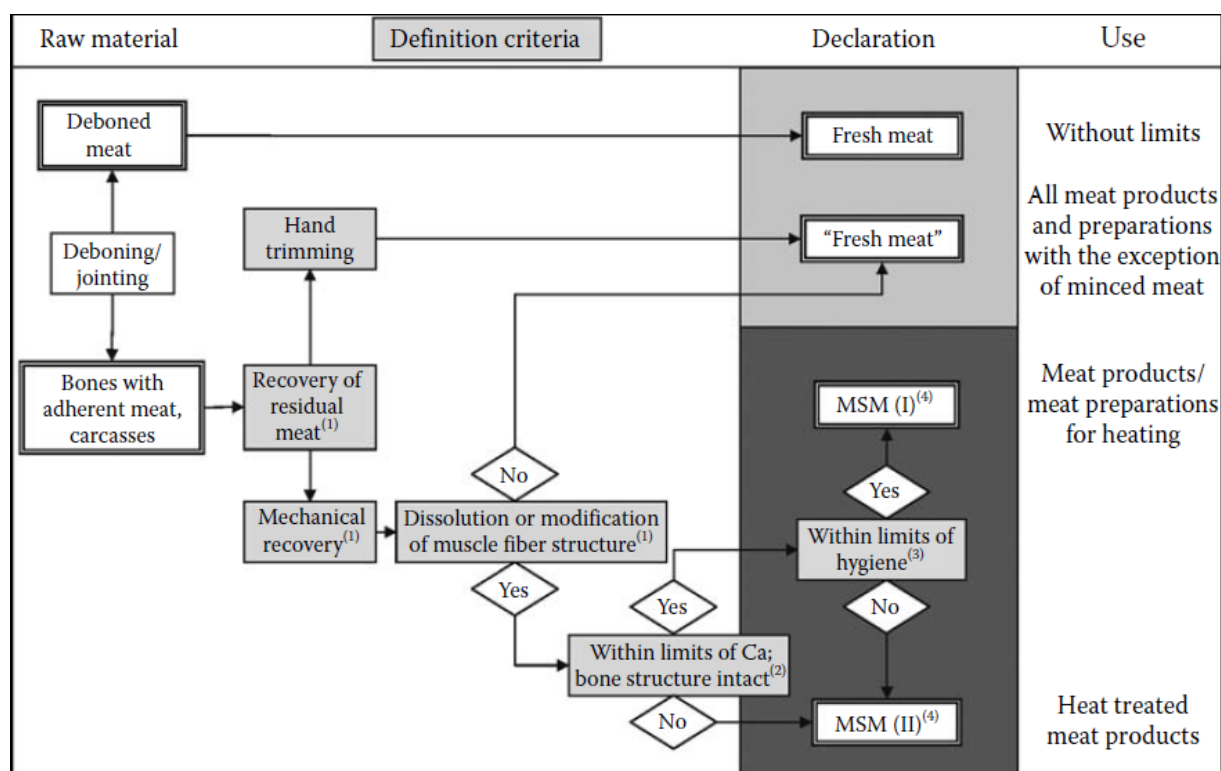 Raw material
Definition criteria
Declaration
Use
Deboned
meat
Fresh meat
Without limits
Deboning/
jointing
Hand
trimming
“Fresh meat”
All meat products
and preparations
with the exception
of minced meat
Bones with
adherent meat,
carcasses
Recovery of
residual
meat(1)
MSM (I)(4)
Meat products/
meat preparations
for heating
No
Yes
Mechanical
recovery(1)
Dissolution or modification
of muscle fiber structure(1)
Within limits of
hygiene(3)
Yes
Yes
No
Within limits of Ca;
bone structure intact(2)
No
MSM (II)(4)
Heat treated
meat products